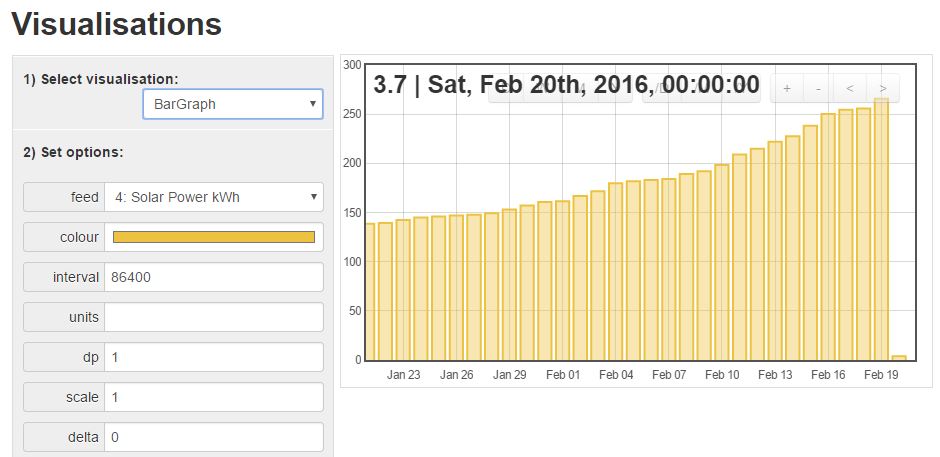 Visualisations
1) Select visualisation:
BarGraph
2) Set options:
feed 4: Solar Power kWh
colour
interval 86400
units
dp 1
scale 1
delta 0
3.7 | Sat, Feb 20th, 2016, 00:00:00
+ - < >
300
250
200
150
100
50
0
Jan 23 Jan 26 Jan 29 Feb 01 Feb 04 Feb 07 Feb 10 Feb 13 Feb 16 Feb 19